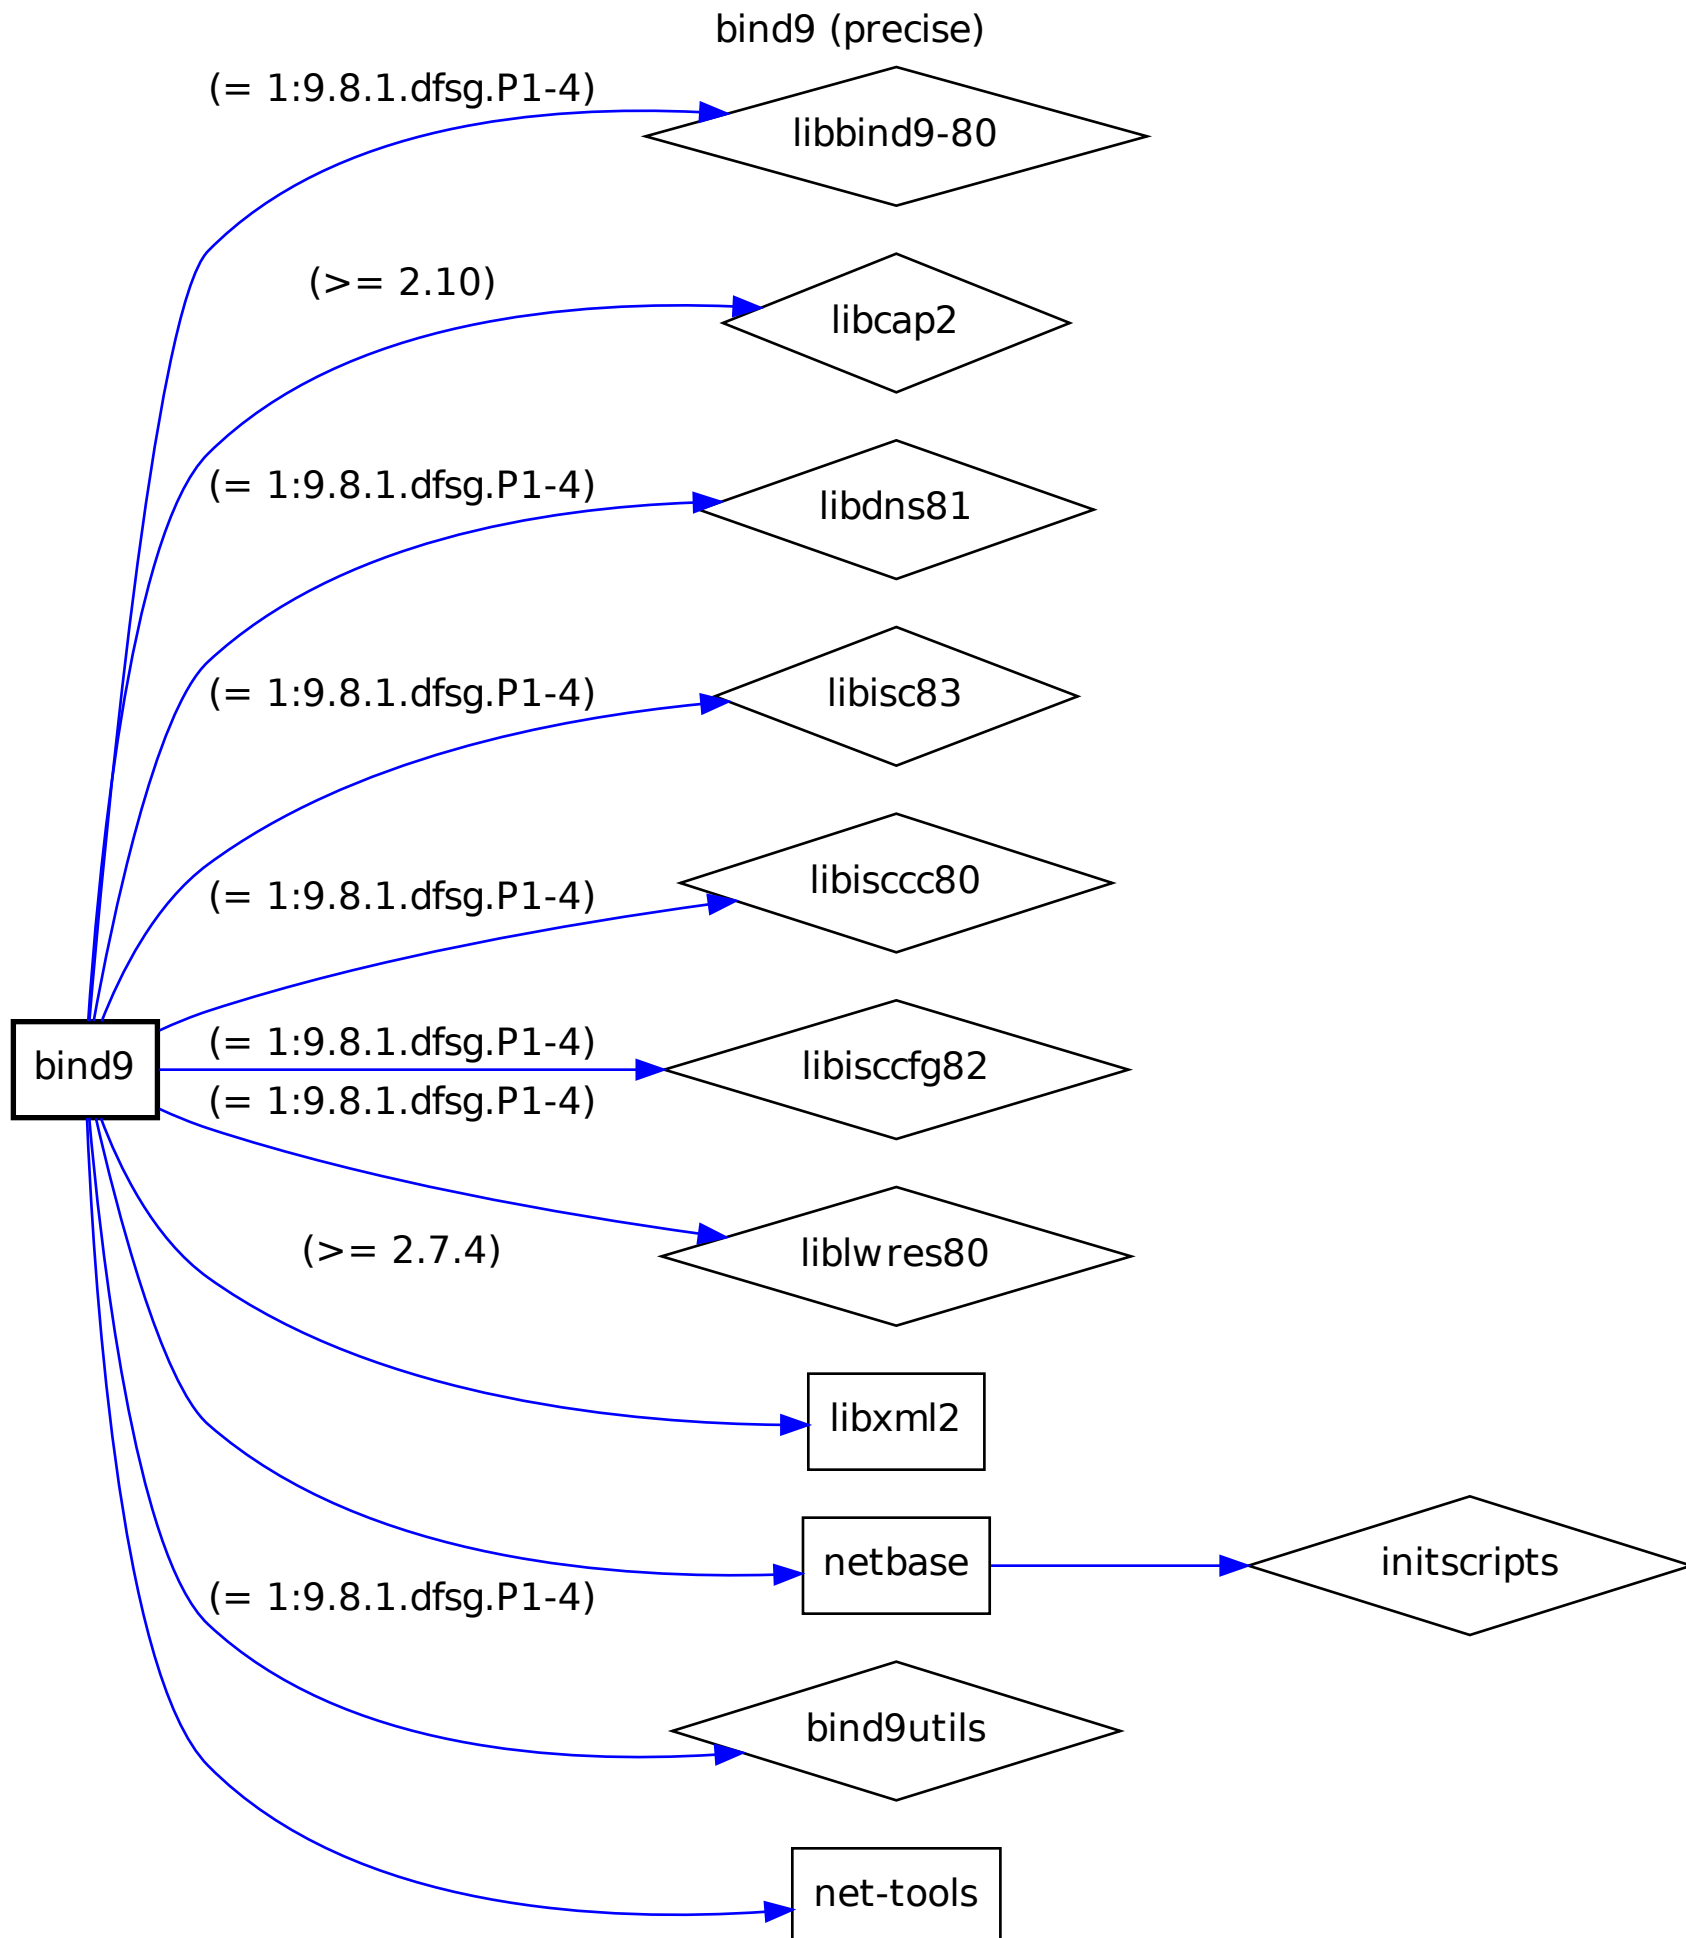 bind9 (precise)
(= 1:9.8.1.dfsg.P1-4)
libbind9-80
(>= 2.10)
libcap2
(= 1:9.8.1.dfsg.P1-4)
libdns81
(= 1:9.8.1.dfsg.P1-4)
libisc83
(= 1:9.8.1.dfsg.P1-4)
libisccc80
bind9
(= 1:9.8.1.dfsg.P1-4)
libisccfg82
(= 1:9.8.1.dfsg.P1-4)
liblwres80
(>= 2.7.4)
libxml2
netbase
initscripts
(= 1:9.8.1.dfsg.P1-4)
bind9utils
net-tools